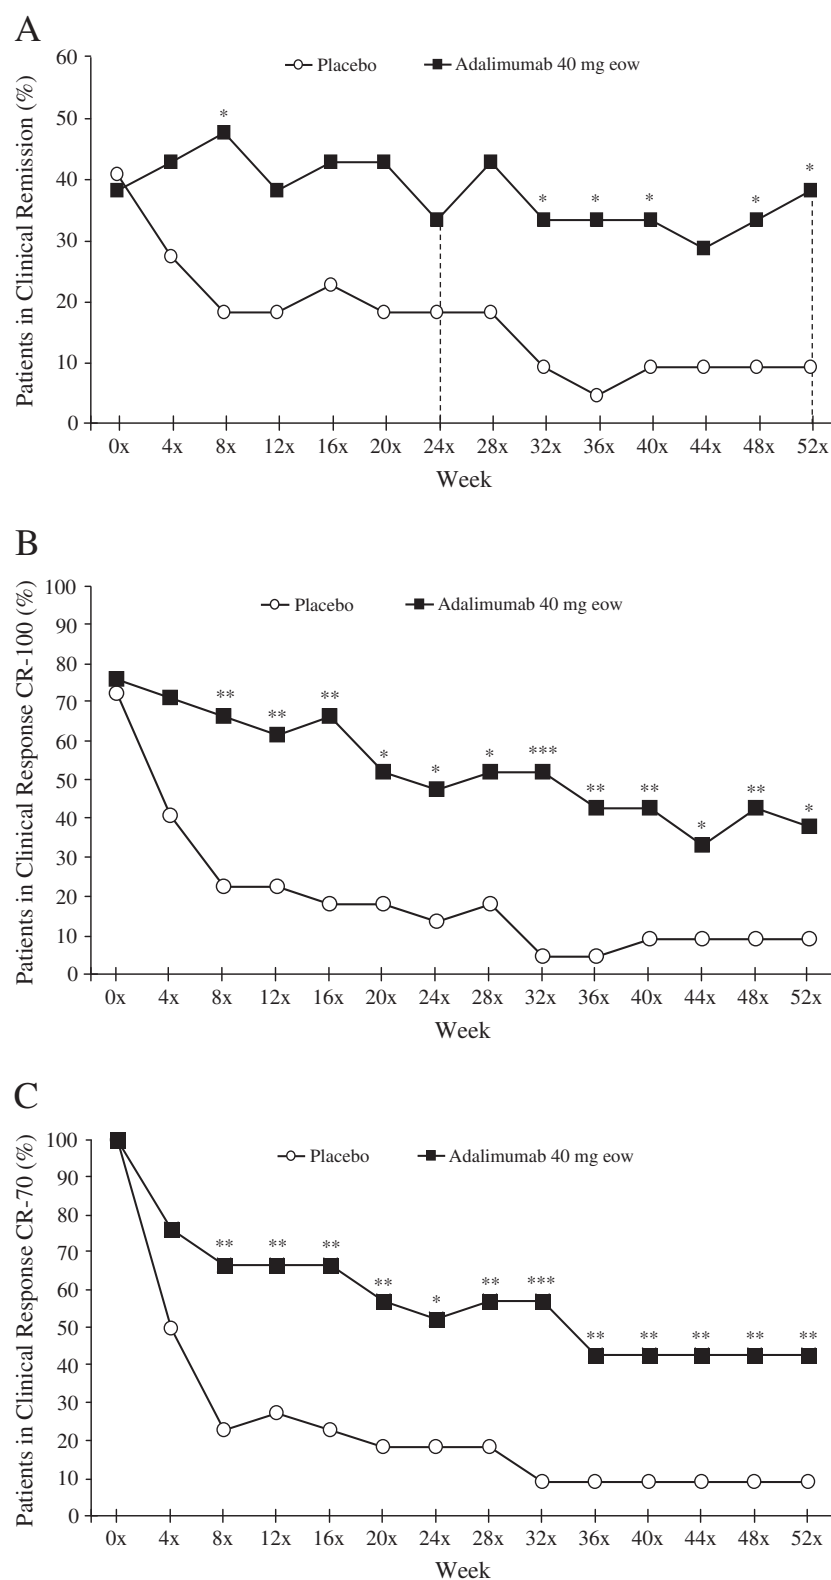 A
Patients in Clinical Remission (%)
60
50
40
30
20
10
0
Placebo
Adalimumab 40 mg eow
*
* * * * *
0x 4x 8x 12x 16x 20x 24x 28x 32x 36x 40x 44x 48x 52x
Week
B
Patients in Clinical Response CR-100 (%)
100
90
80
70
60
50
40
30
20
10
0
Placebo
Adalimumab 40 mg eow
** ** ** * * * *** ** ** * ** *
0x 4x 8x 12x 16x 20x 24x 28x 32x 36x 40x 44x 48x 52x
Week
C
Patients in Clinical Response CR-70 (%)
100
90
80
70
60
50
40
30
20
10
0
Placebo
Adalimumab 40 mg eow
** ** ** ** * ** *** ** ** ** ** **
0x 4x 8x 12x 16x 20x 24x 28x 32x 36x 40x 44x 48x 52x
Week